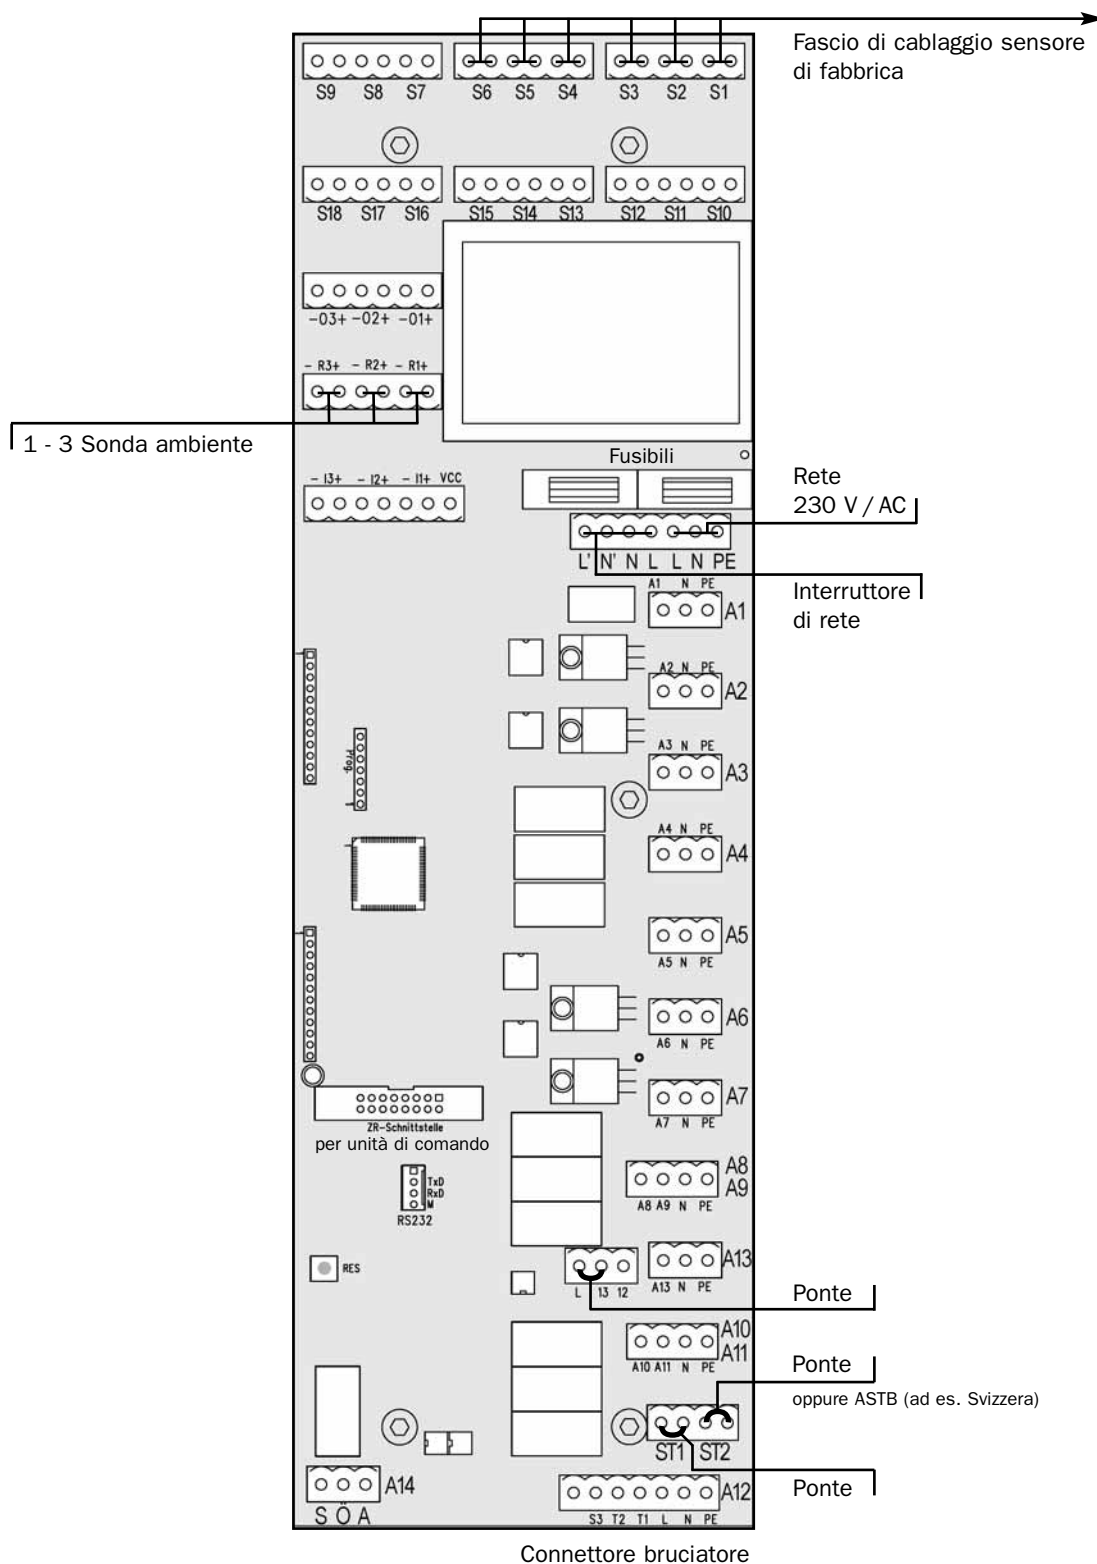 Fascio di cablaggio sensore
di fabbrica
S9 S8 S7 S6 S5 S4 S3 S2 S1
S18 S17 S16 S15 S14 S13 S12 S11 S10
-O3+ -O2+ -O1+
- R3+ - R2+ - R1+
1 - 3 Sonda ambiente
Fusibili
- I3+ - I2+ - I1+ VCC
Rete
230 V / AC
L' N' N L L N PE
Interruttore
di rete
A1 N PE
A1
A2 N PE
A2
A3 N PE
A3
Prog.
A4 N PE
A4
A5
A5 N PE
A6
A6 N PE
A7
A7 N PE
ZR-Schnittstelle
per unità di comando
A8
A9
A8 A9 N PE
TxD
RxD
M
RS232
RES
A13
L 13 12
A13 N PE
Ponte
A10
A11
A10 A11 N PE
Ponte
oppure ASTB (ad es. Svizzera)
ST1 ST2
Ponte
A14
S Ö A
A12
S3 T2 T1 L N PE
Connettore bruciatore